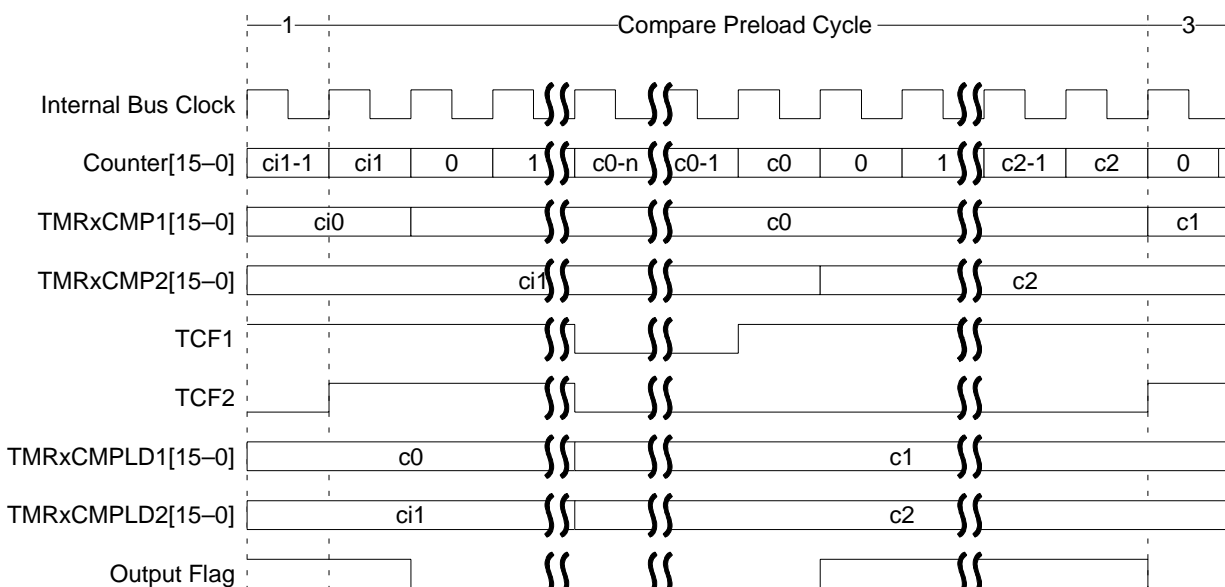 1 Compare Preload Cycle 3
Internal Bus Clock
Counter[15–0] ci1-1 ci1 0 1 c0-n c0-1 c0 0 1 c2-1 c2 0
TMRxCMP1[15–0] ci0 c0 c1
TMRxCMP2[15–0] ci1 c2
TCF1
TCF2
TMRxCMPLD1[15–0] c0 c1
TMRxCMPLD2[15–0] ci1 c2
Output Flag